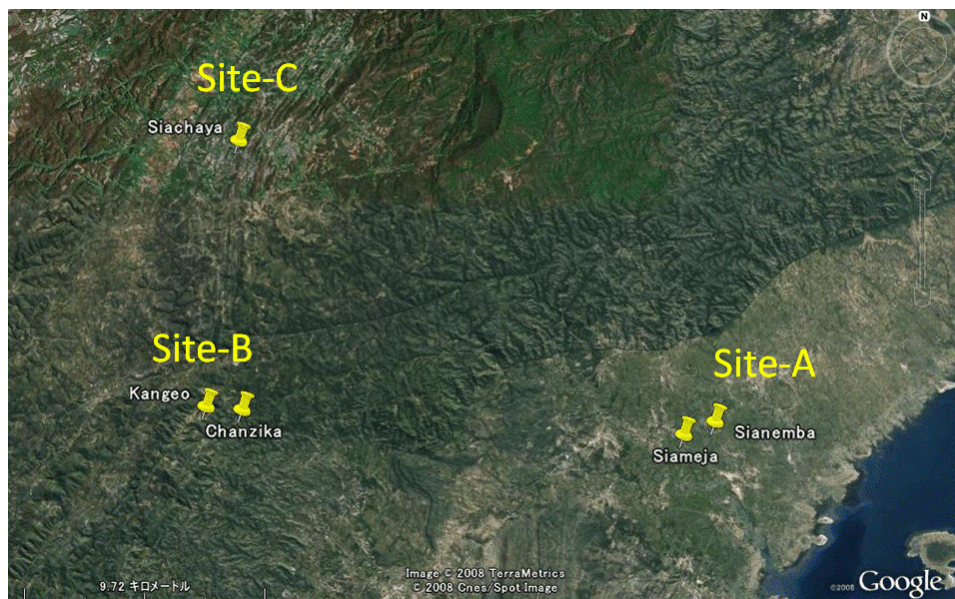 N
Site-C
Siachaya
Site-B
Kangeo
Chanzika
Site-A
Sianemba
Siameja
9.72 キロメートル
Image © 2008 TerraMetrics
© 2008 Cnes/Spot Image
©2008 Google